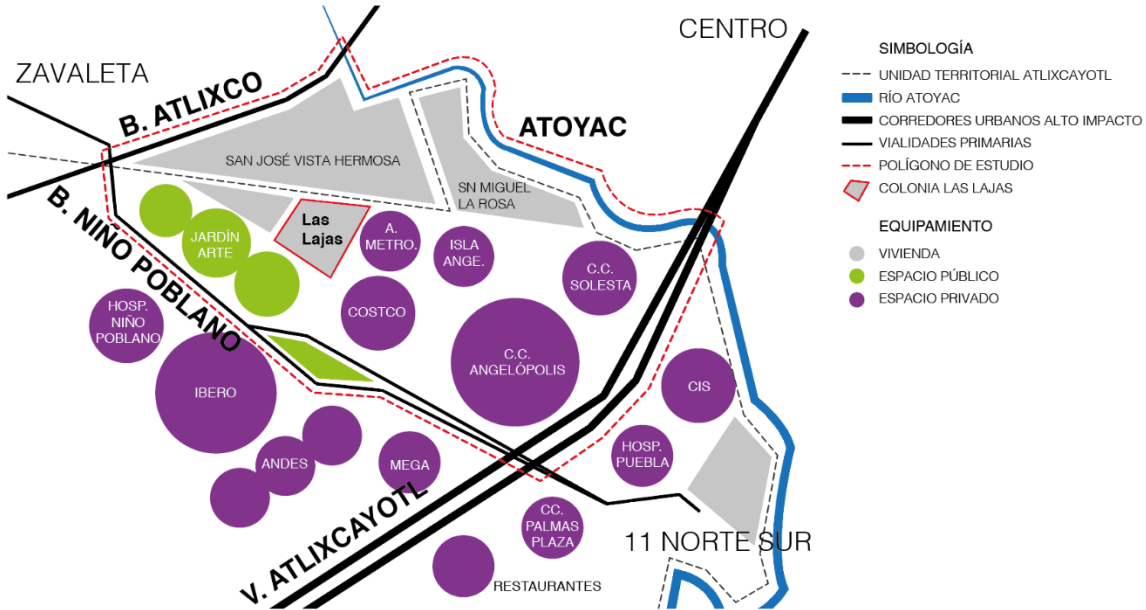 CENTRO
ZAVALETA
B. ATLIXCO
ATOYAC
SAN JOSÉ VISTA HERMOSA
SN MIGUEL
LA ROSA
B. NIÑO POBLANO
JARDÍN
ARTE
Las
Lajas
A.
METRO.
ISLA
ANGE.
C.C.
SOLESTA
HOSP.
NIÑO
POBLANO
COSTCO
C.C.
ANGELÓPOLIS
IBERO
CIS
ANDES
MEGA
HOSP.
PUEBLA
V. ATLIXCAYOTL
CC.
PALMAS
PLAZA
11 NORTE SUR
RESTAURANTES
SIMBOLOGÍA
UNIDAD TERRITORIAL ATLIXCAYOTL
RÍO ATOYAC
CORREDORES URBANOS ALTO IMPACTO
VIALIDADES PRIMARIAS
POLÍGONO DE ESTUDIO
COLONIA LAS LAJAS
EQUIPAMIENTO
VIVIENDA
ESPACIO PÚBLICO
ESPACIO PRIVADO